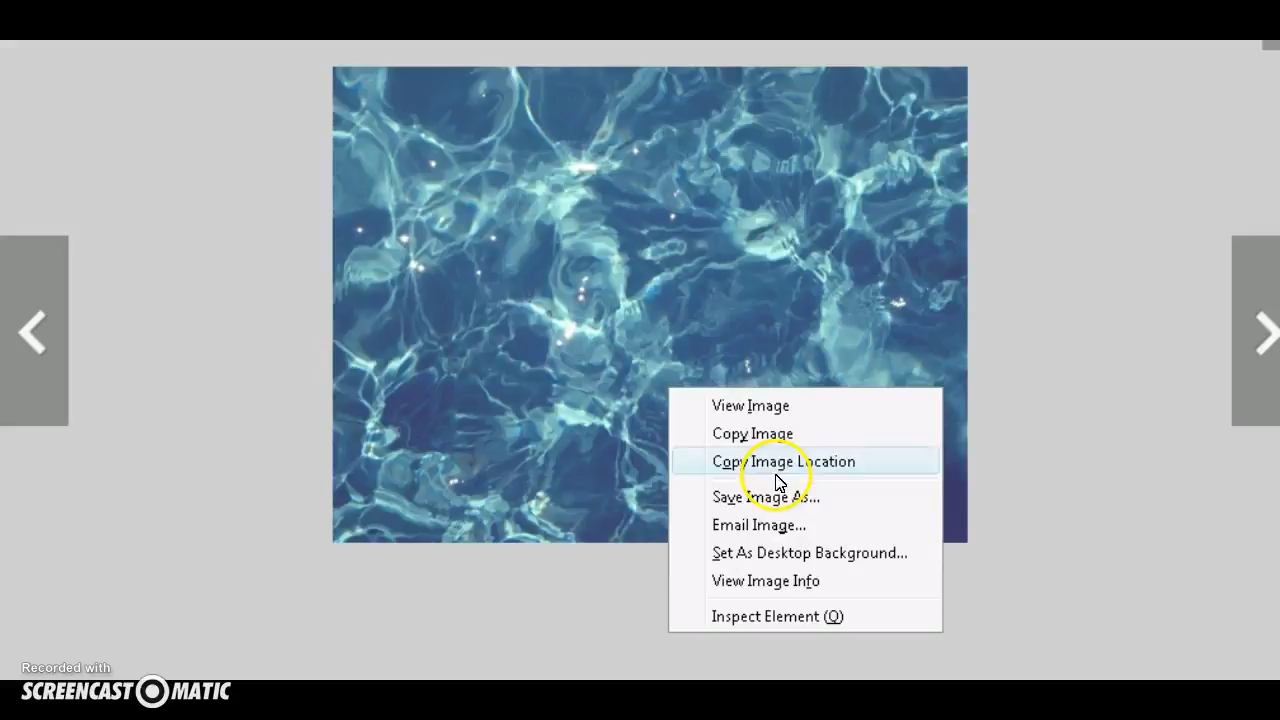 View Image
Copy Image
Copy Image Location
Save Image As...
Email Image...
Set As Desktop Background...
View Image Info
Inspect Element (Q)
Recorded with
SCREENCAST O MATIC